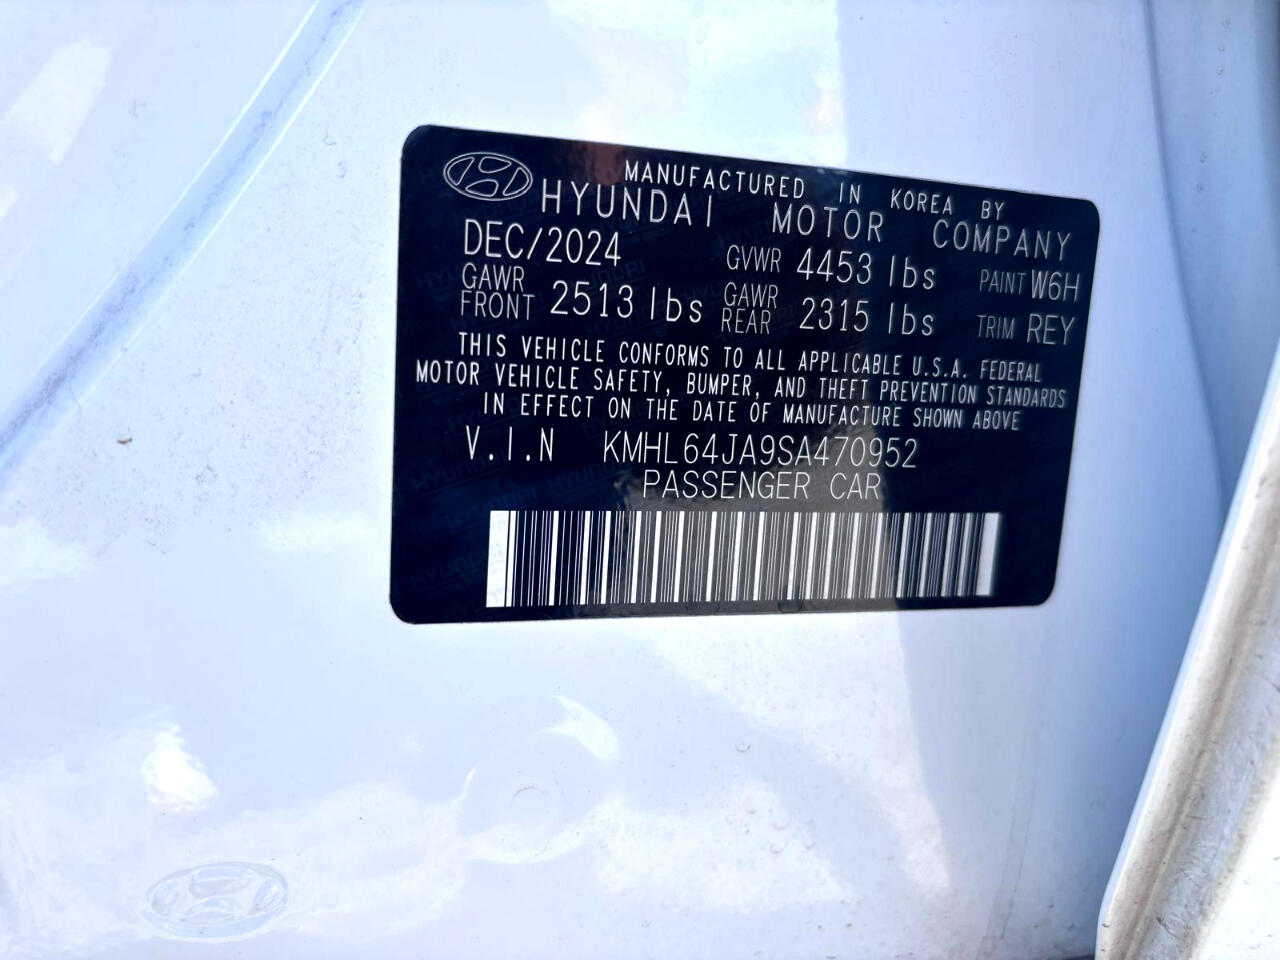 MANUFACTURED IN KOREA BY
HYUNDAI MOTOR COMPANY
DEC/2024 GVWR 4453 lbs PAINT W6H
GAWR FRONT 2513 lbs GAWR REAR 2315 lbs TRIM REY
THIS VEHICLE CONFORMS TO ALL APPLICABLE U.S.A. FEDERAL
MOTOR VEHICLE SAFETY, BUMPER, AND THEFT PREVENTION STANDARDS
IN EFFECT ON THE DATE OF MANUFACTURE SHOWN ABOVE
V.I.N KMHL64JA9SA470952
PASSENGER CAR